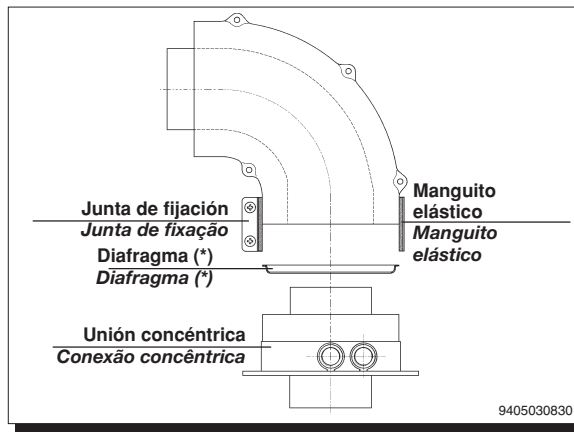 Junta de fijación
Junta de fixação
Diafragma (*)
Diafragma (*)
Unión concéntrica
Conexão concêntrica
Manguito
elástico
Manguito
elástico
9405030830